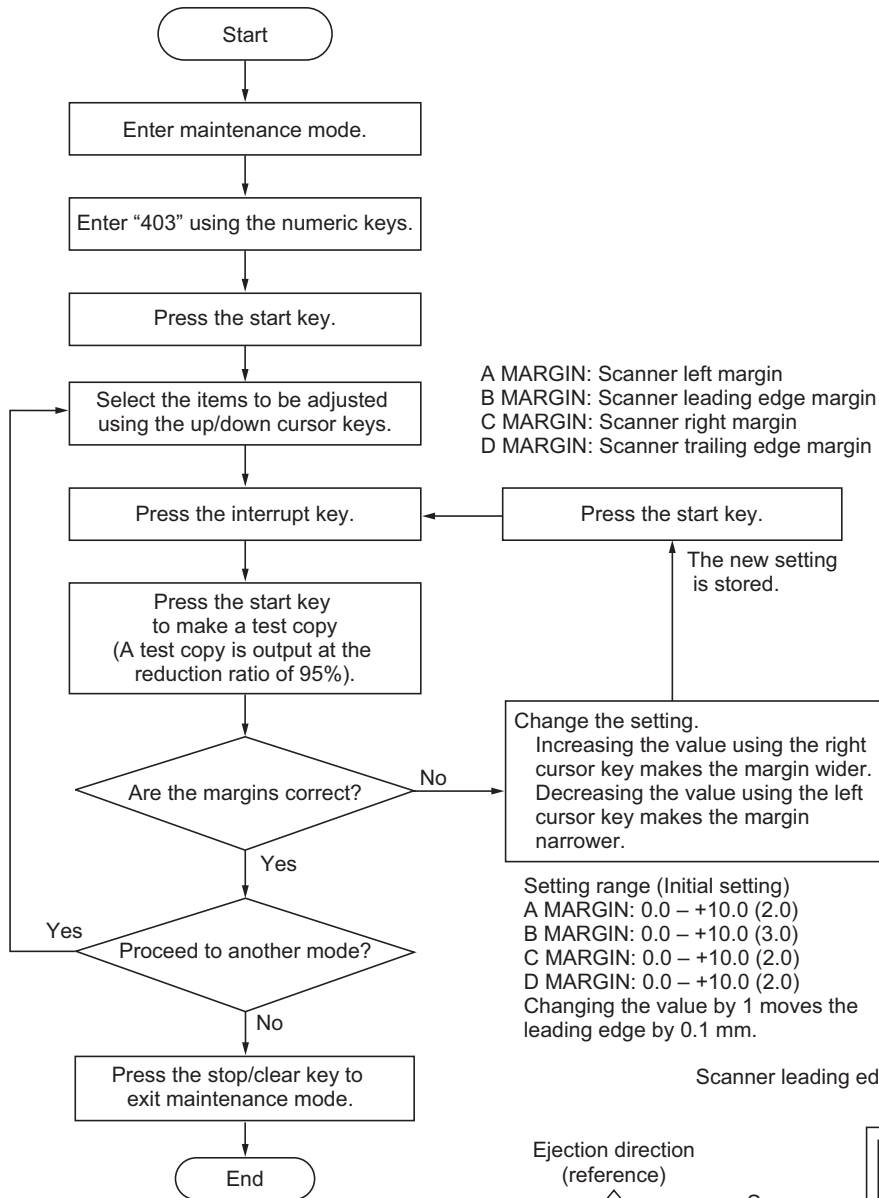 Start
Enter maintenance mode.
Enter “403” using the numeric keys.
Press the start key.
Select the items to be adjusted
using the up/down cursor keys.
A MARGIN: Scanner left margin
B MARGIN: Scanner leading edge margin
C MARGIN: Scanner right margin
D MARGIN: Scanner trailing edge margin
Press the interrupt key.
Press the start key.
The new setting
is stored.
Press the start key
to make a test copy
(A test copy is output at the
reduction ratio of 95%).
Change the setting.
Increasing the value using the right
cursor key makes the margin wider.
Decreasing the value using the left
cursor key makes the margin
narrower.
Are the margins correct?
No
Yes
Setting range (Initial setting)
A MARGIN: 0.0 – +10.0 (2.0)
B MARGIN: 0.0 – +10.0 (3.0)
C MARGIN: 0.0 – +10.0 (2.0)
D MARGIN: 0.0 – +10.0 (2.0)
Changing the value by 1 moves the
leading edge by 0.1 mm.
Yes
Proceed to another mode?
No
Press the stop/clear key to
exit maintenance mode.
End
Scanner leading ed
Ejection direction
(reference)